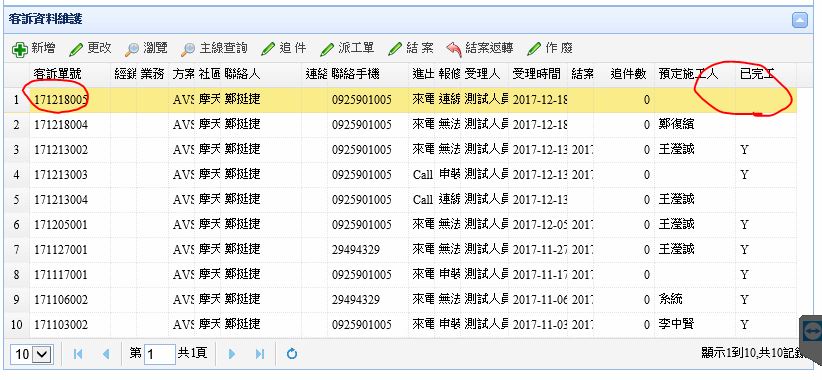 客訴資料維護
新增 更改 瀏覽 主線查詢 追件 派工單 結案 結案返轉 作廢
客訴單號 經銷 業務 方案 社區 聯絡人 連絡 聯絡手機 進出 報修 受理人 受理時間 結案 追件數 預定施工人 已完工
1 171218005 AVS 摩天 鄭挺捷 0925901005 來電 連線 測試人員 2017-12-18 0
2 171218004 AVS 摩天 鄭挺捷 0925901005 來電 無法 測試人員 2017-12-18 0 鄭復繽
3 171213002 AVS 摩天 鄭挺捷 0925901005 來電 無法 測試人員 2017-12-13 2017 0 王瀅誠 Y
4 171213003 AVS 摩天 鄭挺捷 0925901005 Call 申裝 測試人員 2017-12-13 2017 0 Y
5 171213004 AVS 摩天 鄭挺捷 0925901005 Call 連線 測試人員 2017-12-13 0 王瀅誠
6 171205001 AVS 摩天 鄭挺捷 0925901005 來電 無法 測試人員 2017-12-05 2017 0 王瀅誠 Y
7 171127001 AVS 摩天 鄭挺捷 29494329 來電 無法 測試人員 2017-11-27 2017 0 王瀅誠 Y
8 171117001 AVS 摩天 鄭挺捷 0925901005 來電 申裝 測試人員 2017-11-17 2017 0 Y
9 171106002 AVS 摩天 鄭挺捷 29494329 來電 無法 測試人員 2017-11-06 2017 0 系統 Y
10 171103002 AVS 摩天 鄭挺捷 0925901005 來電 申裝 測試人員 2017-11-03 2017 0 李中賢 Y
10 第 1 共1頁 顯示1到10,共10記錄